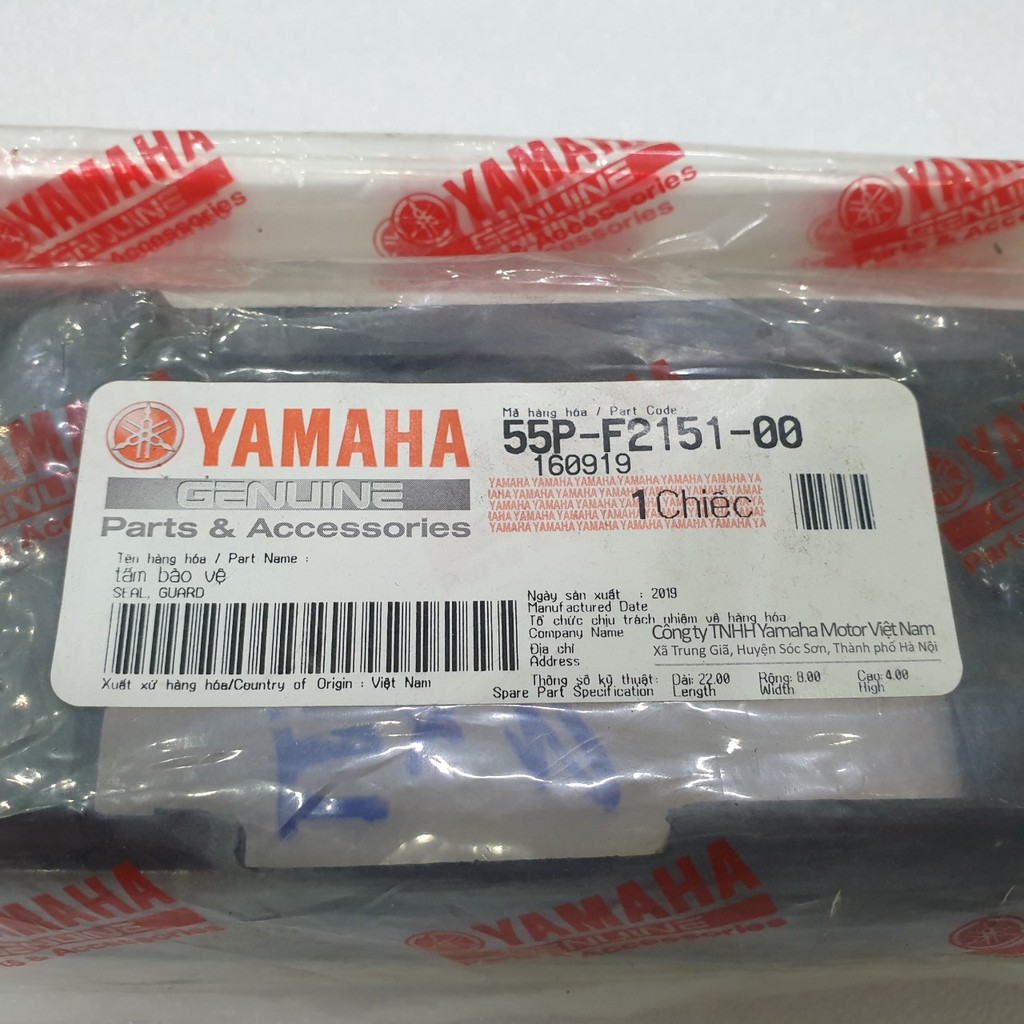 YAMAHA
GENUINE
Parts & Accessories
YAMAHA
GENUINE
Parts & Accessories
Mã hàng hóa / Part Code
55P-F2151-00
160919
1 Chiếc
Tên hàng hóa / Part Name :
tấm bảo vệ
SEAL, GUARD
Ngày sản xuất : 2019
Manufactured Date
Tổ chức chịu trách nhiệm về hàng hóa
Company Name Công ty TNHH Yamaha Motor Việt Nam
Địa chỉ Xã Trung Giã, Huyện Sóc Sơn, Thành phố Hà Nội
Address
Xuất xứ hàng hóa/Country of Origin : Việt Nam
Thông số kỹ thuật: Dài: 22.00 Rộng: 8.00 Cao: 4.00
Spare Part Specification Length Width High
YAMAHA